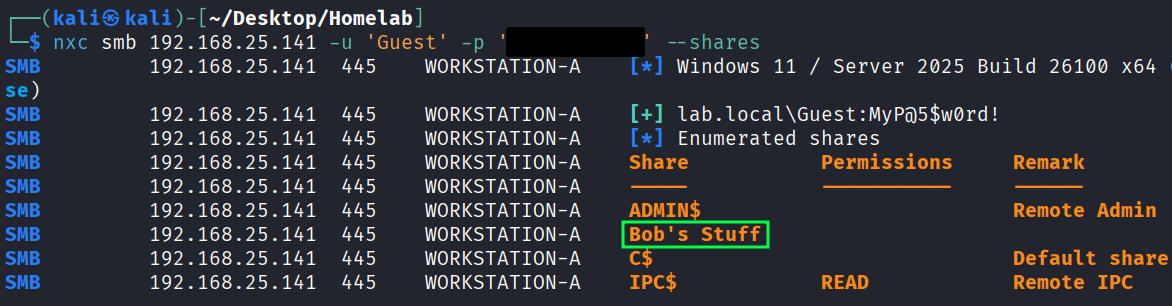 ┌──(kali㉿kali)-[~/Desktop/Homelab]
└─$ nxc smb 192.168.25.141 -u 'Guest' -p '' --shares
SMB 192.168.25.141 445 WORKSTATION-A [*] Windows 11 / Server 2025 Build 26100 x64
se)
SMB 192.168.25.141 445 WORKSTATION-A [+] lab.local\Guest:MyP@5$w0rd!
SMB 192.168.25.141 445 WORKSTATION-A [*] Enumerated shares
SMB 192.168.25.141 445 WORKSTATION-A Share Permissions Remark
SMB 192.168.25.141 445 WORKSTATION-A ----- ----------- ------
SMB 192.168.25.141 445 WORKSTATION-A ADMIN$ Remote Admin
SMB 192.168.25.141 445 WORKSTATION-A Bob's Stuff
SMB 192.168.25.141 445 WORKSTATION-A C$ Default share
SMB 192.168.25.141 445 WORKSTATION-A IPC$ READ Remote IPC